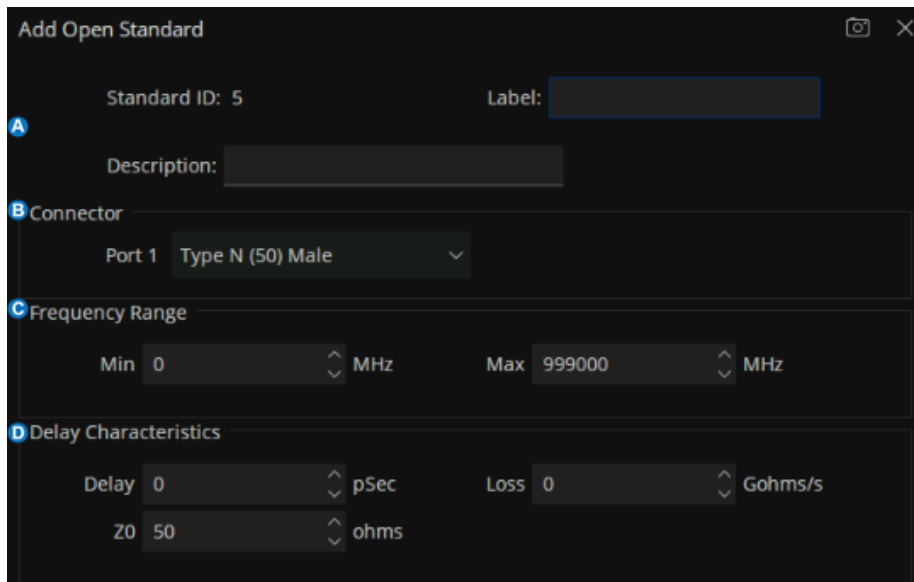 Add Open Standard
Standard ID: 5 Label:
A
Description:
B Connector
Port 1 Type N (50) Male
C Frequency Range
Min 0 MHz Max 999000 MHz
D Delay Characteristics
Delay 0 pSec Loss 0 Gohms/s
Z0 50 ohms